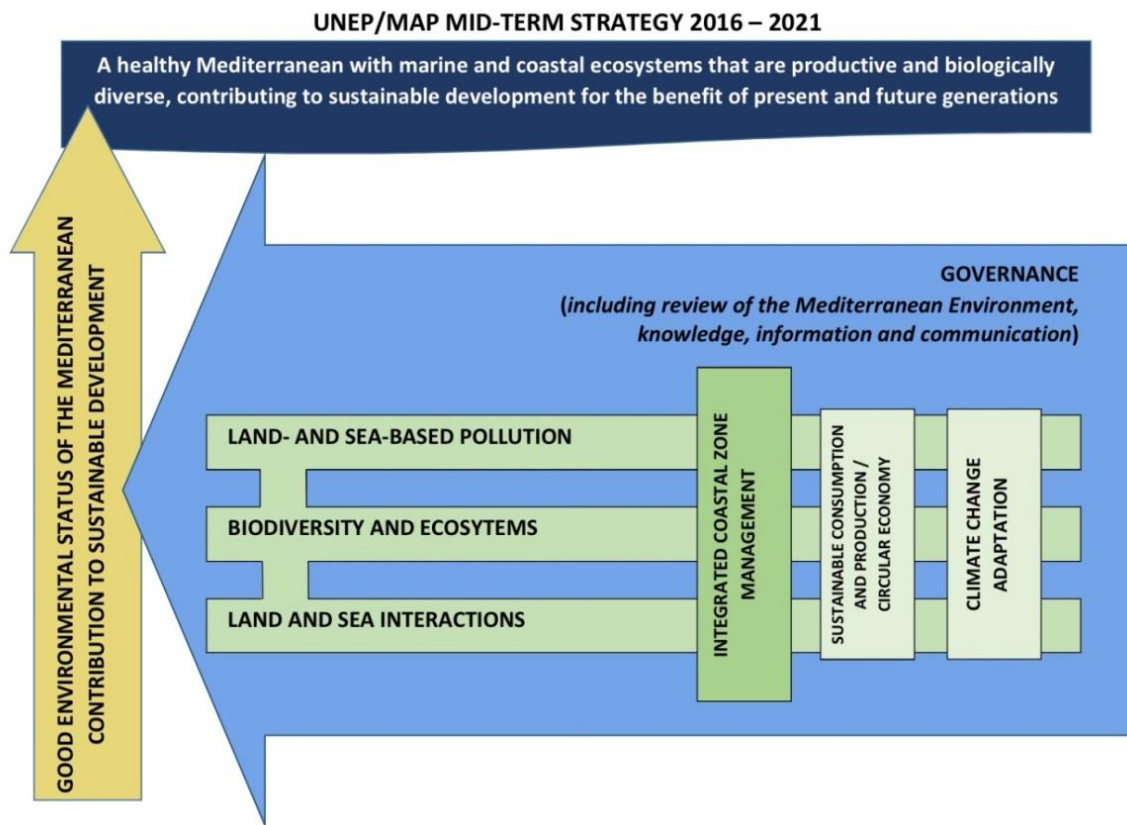 UNEP/MAP MID-TERM STRATEGY 2016 – 2021
A healthy Mediterranean with marine and coastal ecosystems that are productive and biologically
diverse, contributing to sustainable development for the benefit of present and future generations
GOOD ENVIRONMENTAL STATUS OF THE MEDITERRANEAN
CONTRIBUTION TO SUSTAINABLE DEVELOPMENT
GOVERNANCE
(including review of the Mediterranean Environment,
knowledge, information and communication)
LAND- AND SEA-BASED POLLUTION
BIODIVERSITY AND ECOSYTEMS
LAND AND SEA INTERACTIONS
INTEGRATED COASTAL ZONE
MANAGEMENT
SUSTAINABLE CONSUMPTION
AND PRODUCTION /
CIRCULAR ECONOMY
CLIMATE CHANGE
ADAPTATION